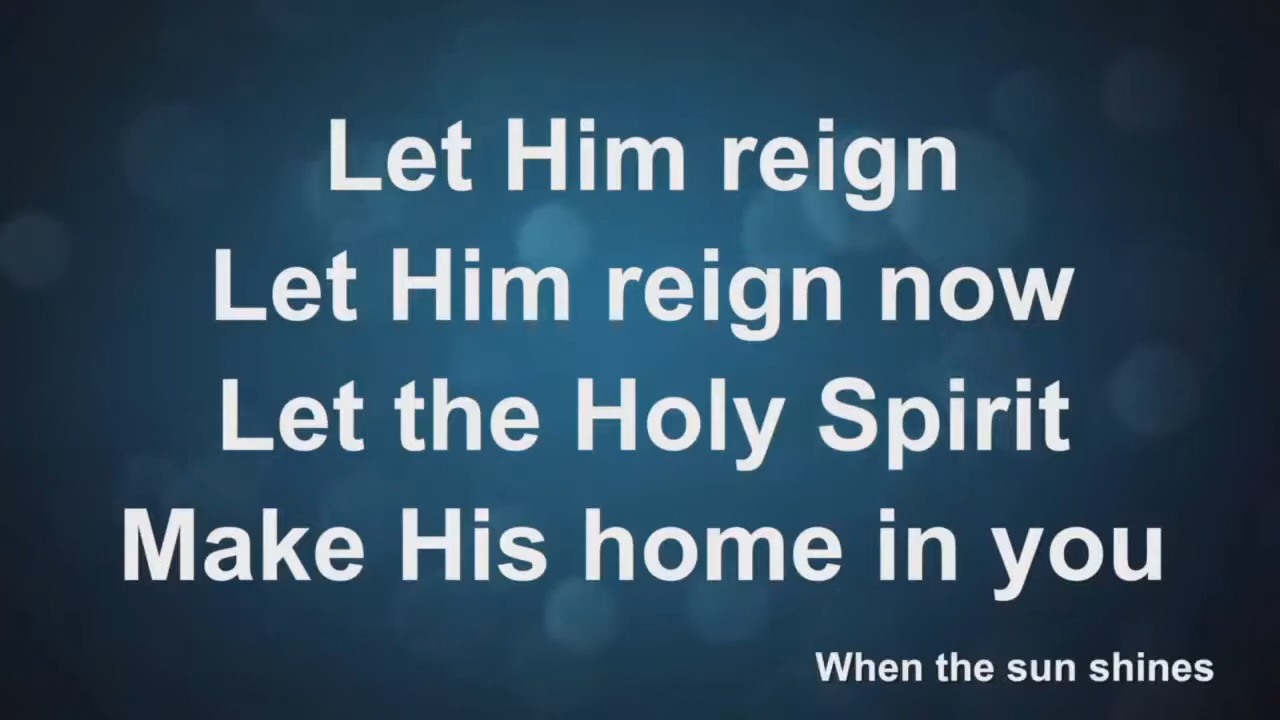 Let Him reign
Let Him reign now
Let the Holy Spirit
Make His home in you
When the sun shines